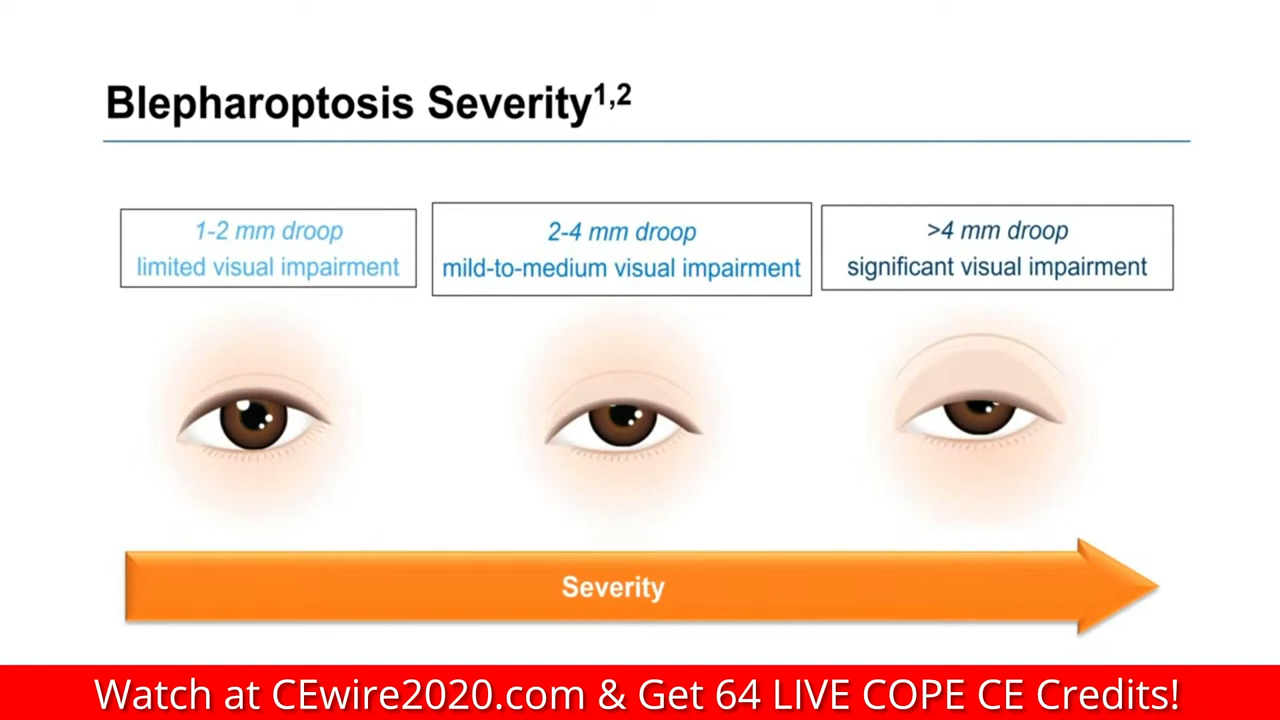 Blepharoptosis Severity1,2
1-2 mm droop
limited visual impairment
2-4 mm droop
mild-to-medium visual impairment
>4 mm droop
significant visual impairment
Severity
Watch at CEwire2020.com & Get 64 LIVE COPE CE Credits!